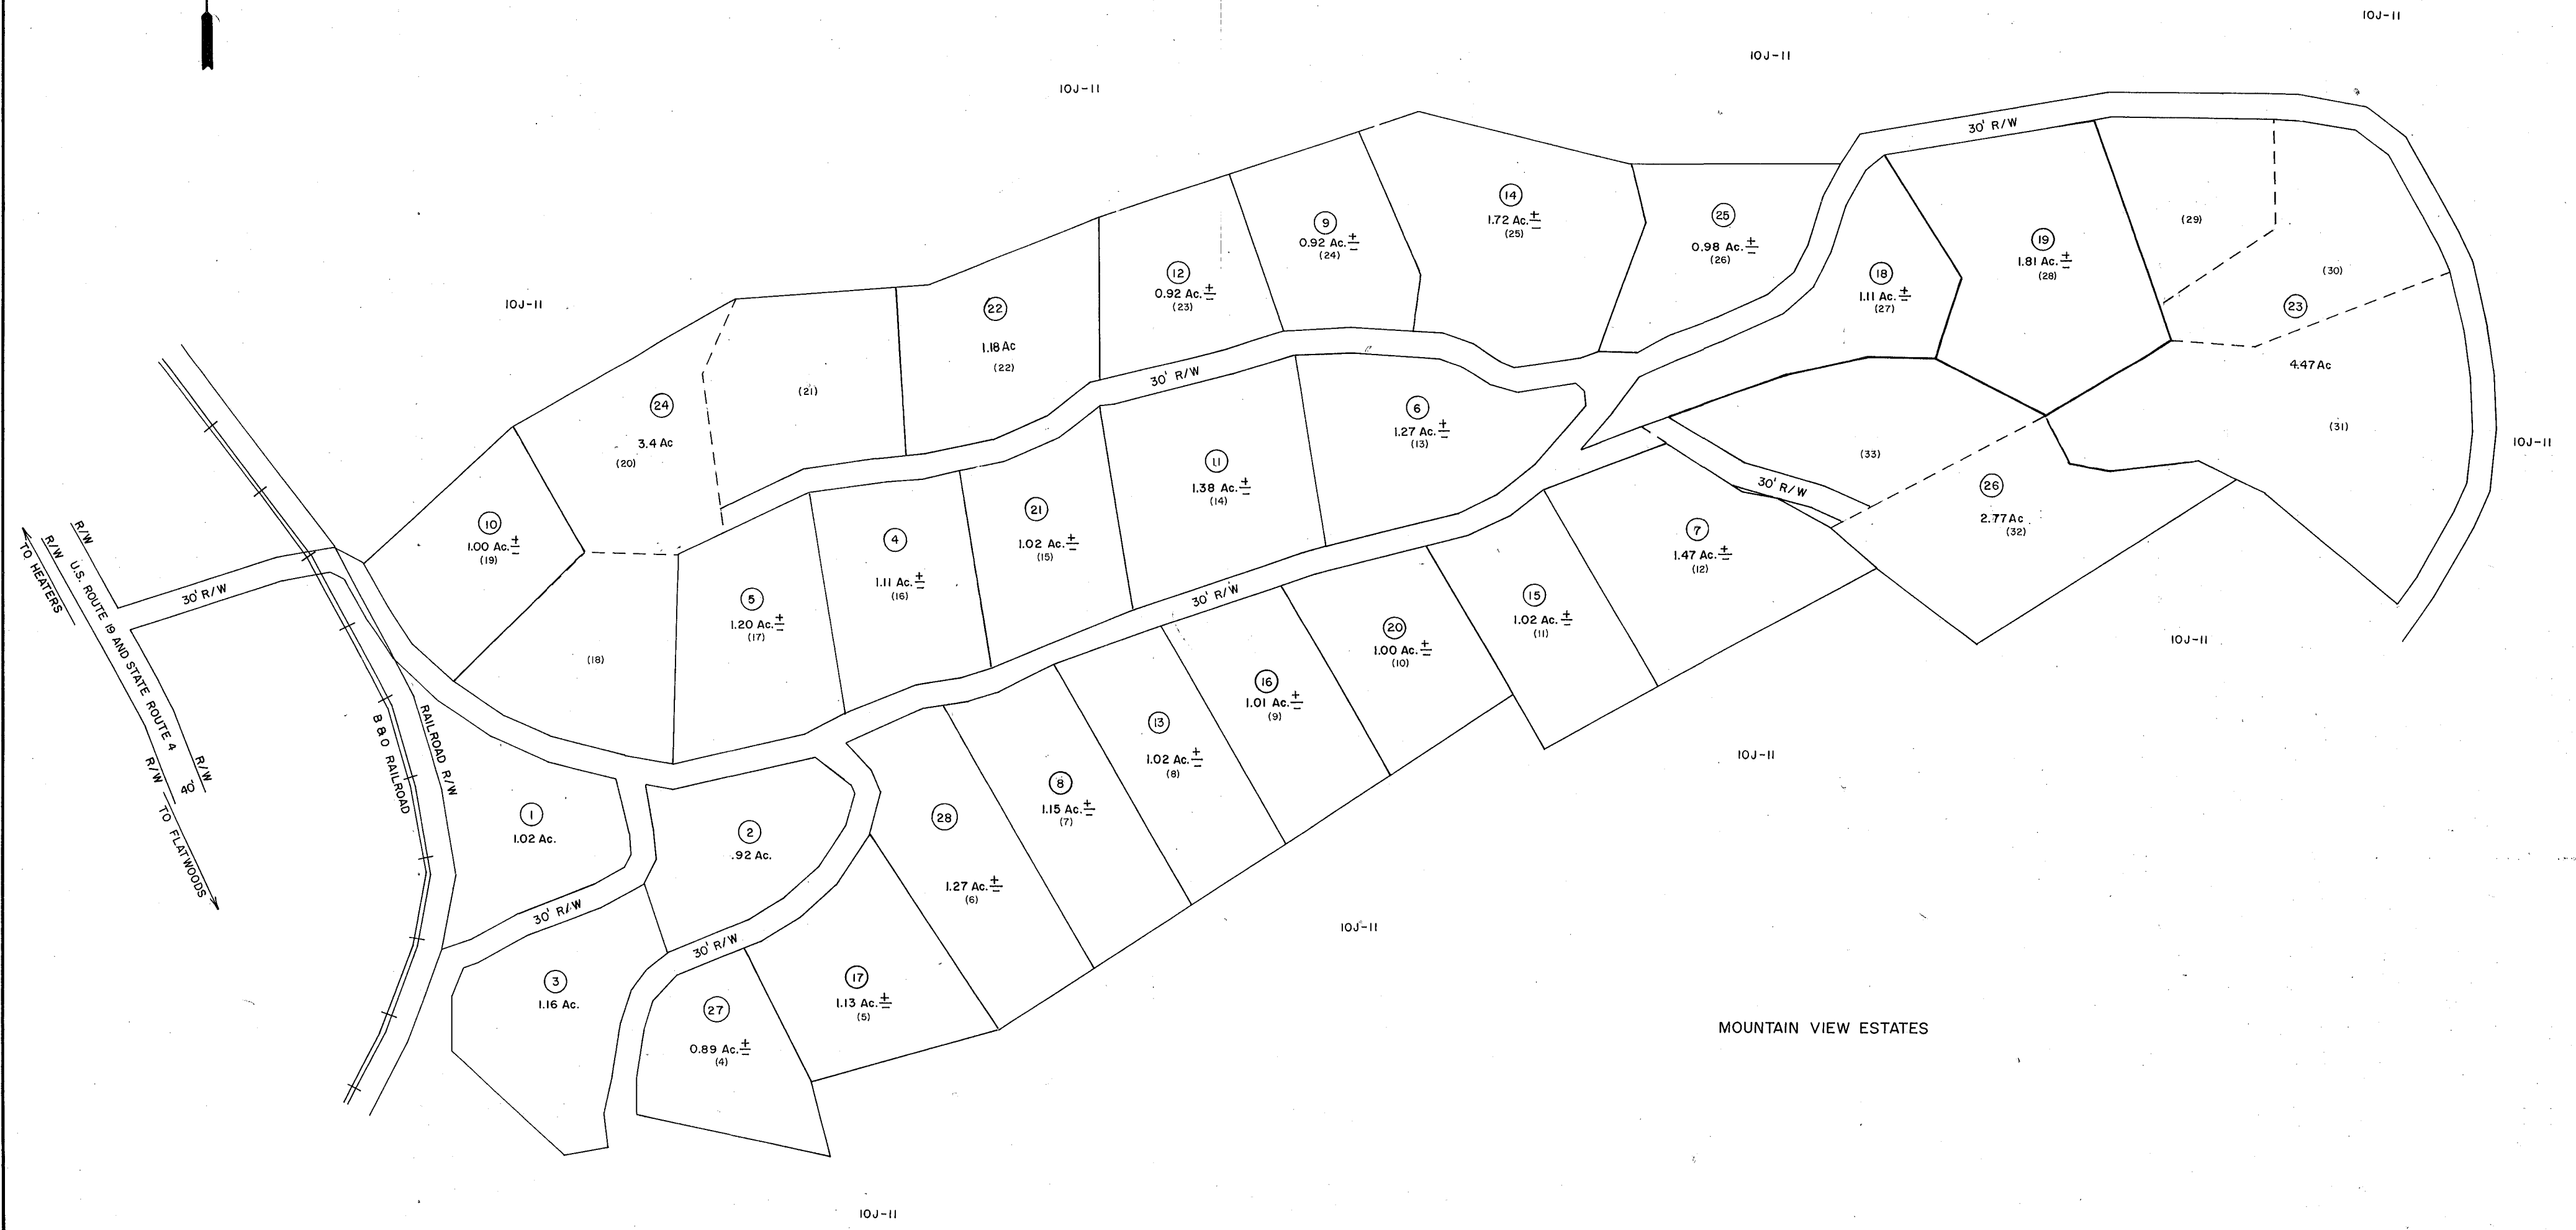 10J-11
10J-11
10J-11
10J-11
30' R/W
14
1.72 Ac.±
(25)
25
0.98 Ac.±
(26)
9
0.92 Ac.±
(24)
12
0.92 Ac.±
(23)
22
1.18 Ac
(22)
18
1.11 Ac.±
(27)
19
1.81 Ac.±
(28)
(29)
(30)
23
4.47 Ac
(31)
10J-11
24
3.4 Ac
(20)
(21)
30' R/W
6
1.27 Ac.±
(13)
11
1.38 Ac.±
(14)
21
1.02 Ac.±
(15)
4
1.11 Ac.±
(16)
5
1.20 Ac.±
(17)
10
1.00 Ac.±
(19)
(18)
(33)
30' R/W
26
2.77 Ac
(32)
7
1.47 Ac.±
(12)
15
1.02 Ac.±
(11)
20
1.00 Ac.±
(10)
16
1.01 Ac.±
(9)
13
1.02 Ac.±
(8)
8
1.15 Ac.±
(7)
28
1.27 Ac.±
(6)
30' R/W
30' R/W
R/W
R/W
TO HEATERS
U.S. ROUTE 19 AND STATE ROUTE 4
R/W
R/W
40'
TO FLATWOODS
B & O RAILROAD
RAILROAD R/W
1
1.02 Ac.
2
.92 Ac.
30' R/W
30' R/W
3
1.16 Ac.
27
0.89 Ac.±
(4)
17
1.13 Ac.±
(5)
10J-11
10J-11
10J-11
MOUNTAIN VIEW ESTATES
10J-11